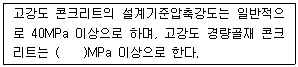 고강도 콘크리트의 설계기준압축강도는 일반적으
로 40MPa 이상으로 하며, 고강도 경량골재 콘크
리트는 (   )MPa 이상으로 한다.